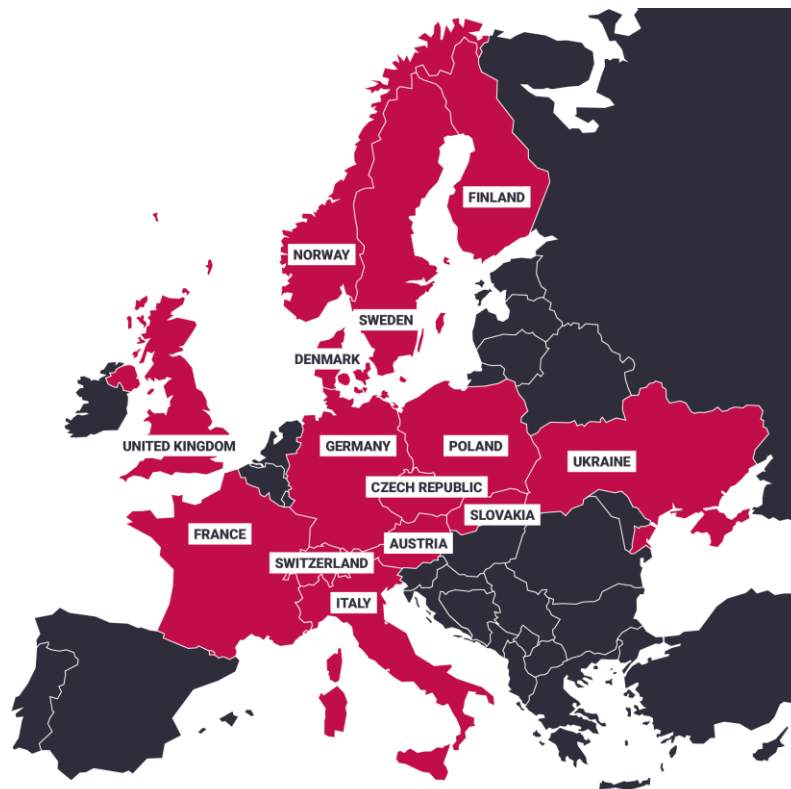 FINLAND
NORWAY
SWEDEN
DENMARK
UNITED KINGDOM
GERMANY
POLAND
UKRAINE
CZECH REPUBLIC
SLOVAKIA
FRANCE
AUSTRIA
SWITZERLAND
ITALY